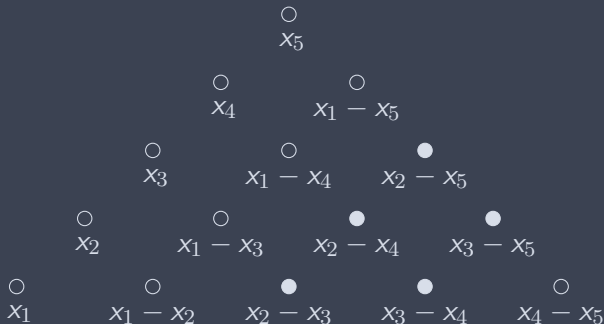 x₅
x₄ x₁ − x₅
x₃ x₁ − x₄ x₂ − x₅
x₂ x₁ − x₃ x₂ − x₄ x₃ − x₅
x₁ x₁ − x₂ x₂ − x₃ x₃ − x₄ x₄ − x₅